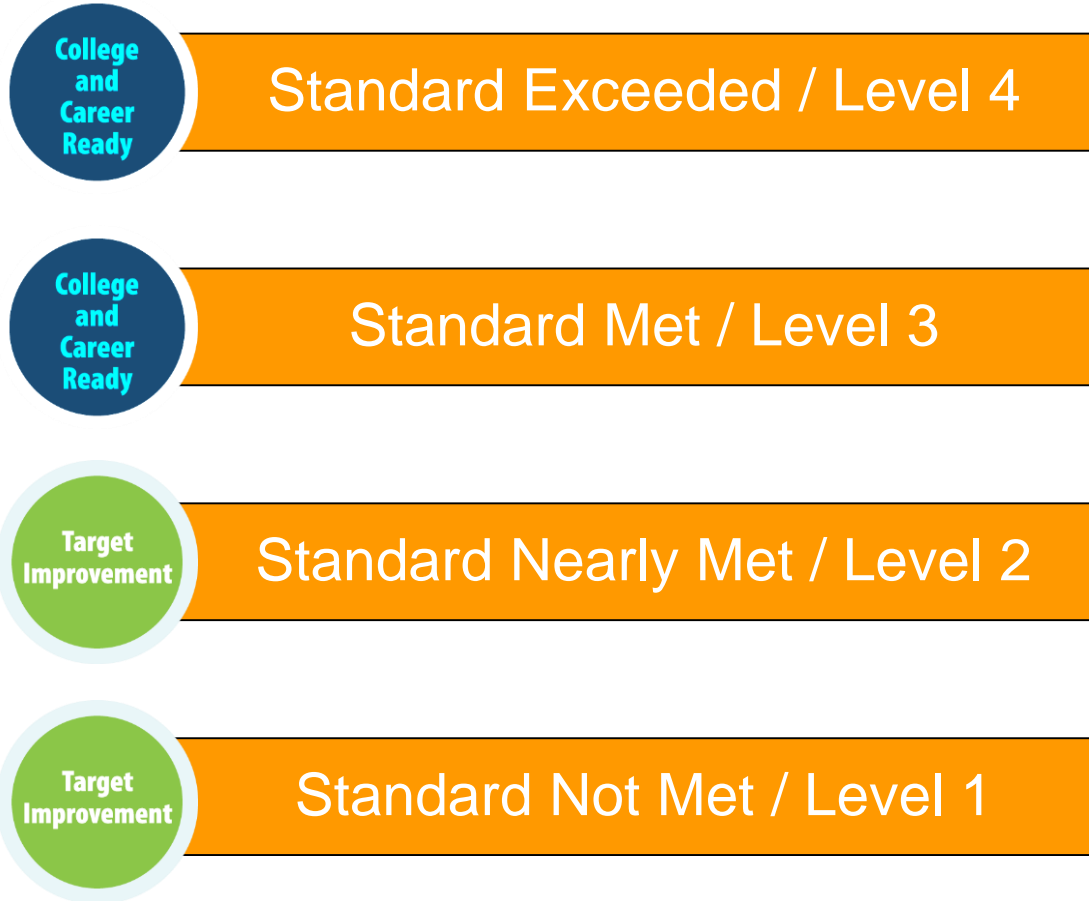 College
and
Career
Ready
Standard Exceeded / Level 4
College
and
Career
Ready
Standard Met / Level 3
Target
Improvement
Standard Nearly Met / Level 2
Target
Improvement
Standard Not Met / Level 1